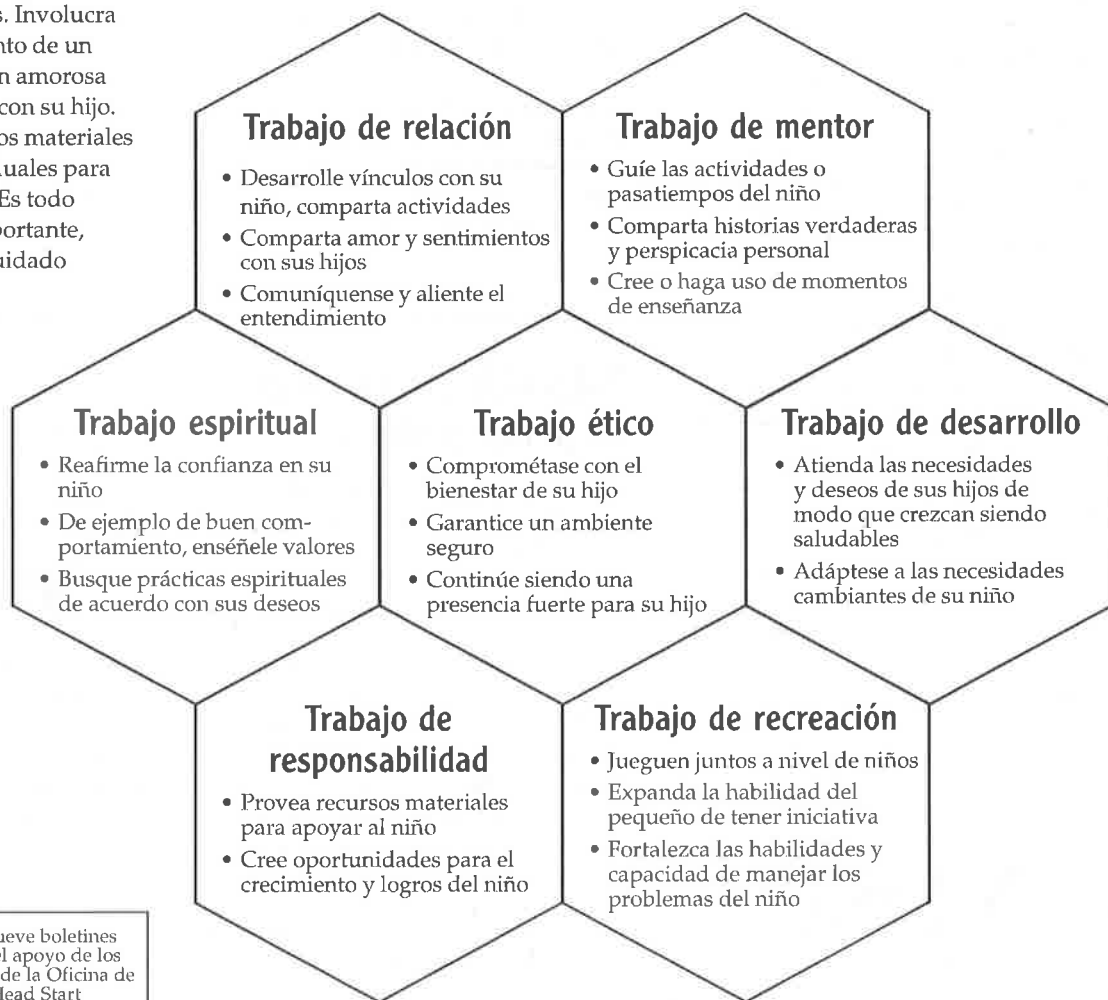 s. Involucra
nto de un
n amorosa
con su hijo.
os materiales
uales para
Es todo
portante,
uidado
Trabajo de relación
• Desarrolle vínculos con su
niño, comparta actividades
• Comparta amor y sentimientos
con sus hijos
• Comuníquense y aliente el
entendimiento
Trabajo de mentor
• Guíe las actividades o
pasatiempos del niño
• Comparta historias verdaderas
y perspicacia personal
• Cree o haga uso de momentos
de enseñanza
Trabajo espiritual
• Reafirme la confianza en su
niño
• De ejemplo de buen com-
portamiento, enséñele valores
• Busque prácticas espirituales
de acuerdo con sus deseos
Trabajo ético
• Comprométase con el
bienestar de su hijo
• Garantice un ambiente
seguro
• Continúe siendo una
presencia fuerte para su hijo
Trabajo de desarrollo
• Atienda las necesidades
y deseos de sus hijos de
modo que crezcan siendo
saludables
• Adáptese a las necesidades
cambiantes de su niño
Trabajo de
responsabilidad
• Provea recursos materiales
para apoyar al niño
• Cree oportunidades para el
crecimiento y logros del niño
Trabajo de recreación
• Jueguen juntos a nivel de niños
• Expanda la habilidad del
pequeño de tener iniciativa
• Fortalezca las habilidades y
capacidad de manejar los
problemas del niño
ueve boletines
el apoyo de los
de la Oficina de
Head Start